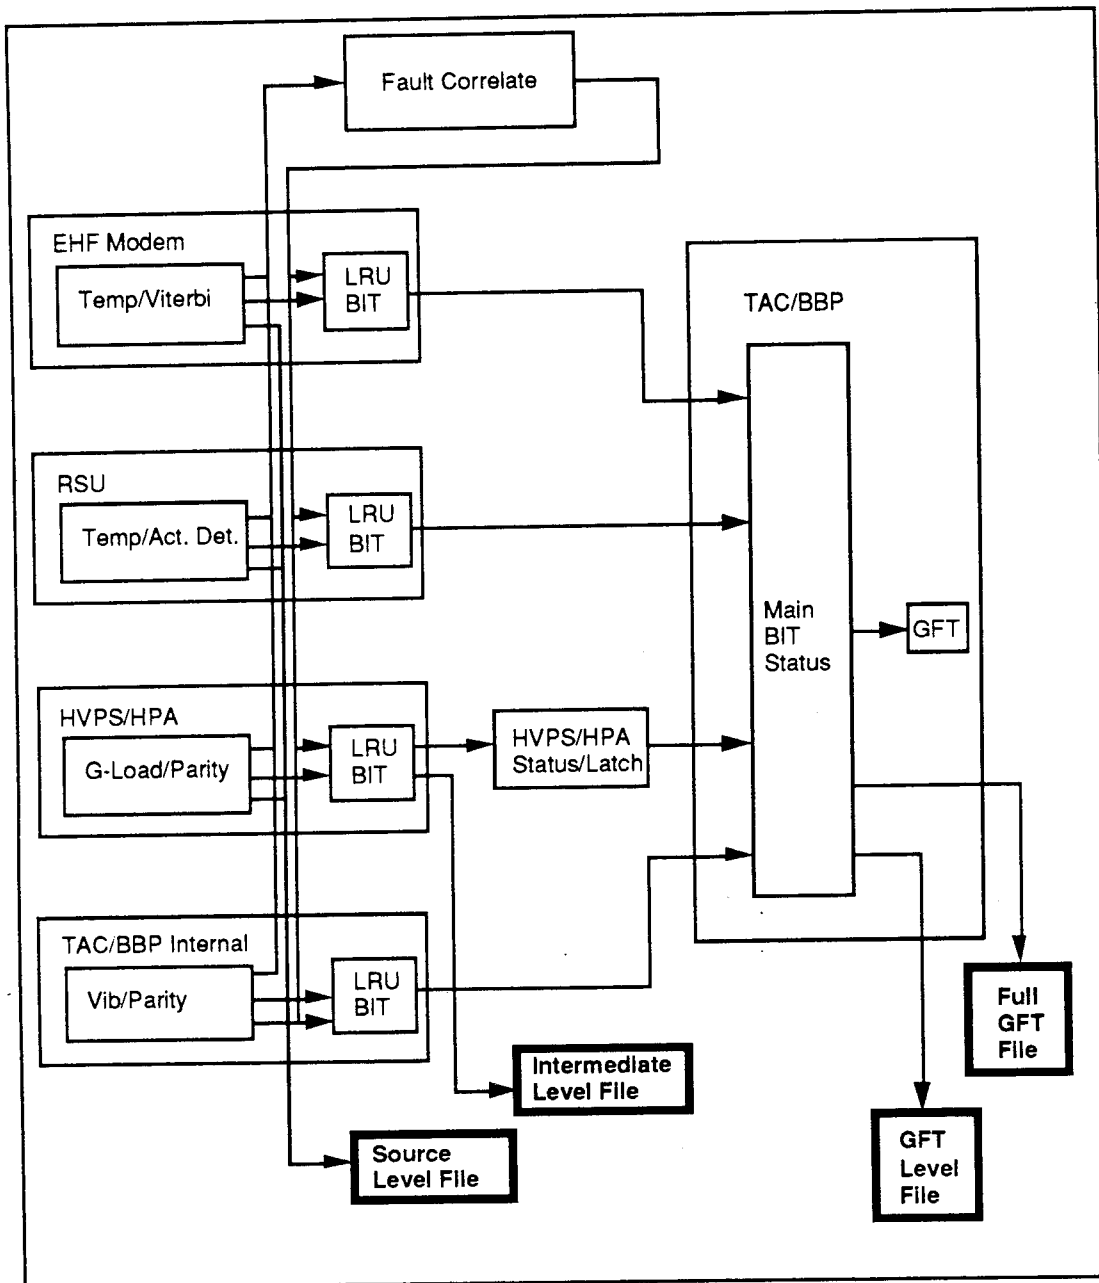 Fault Correlate
EHF Modem
Temp/Viterbi
LRU
BIT
TAC/BBP
RSU
Temp/Act. Det.
LRU
BIT
Main
BIT
Status
GFT
HVPS/HPA
G-Load/Parity
LRU
BIT
HVPS/HPA
Status/Latch
TAC/BBP Internal
Vib/Parity
LRU
BIT
Full
GFT
File
Intermediate
Level File
GFT
Level
File
Source
Level File